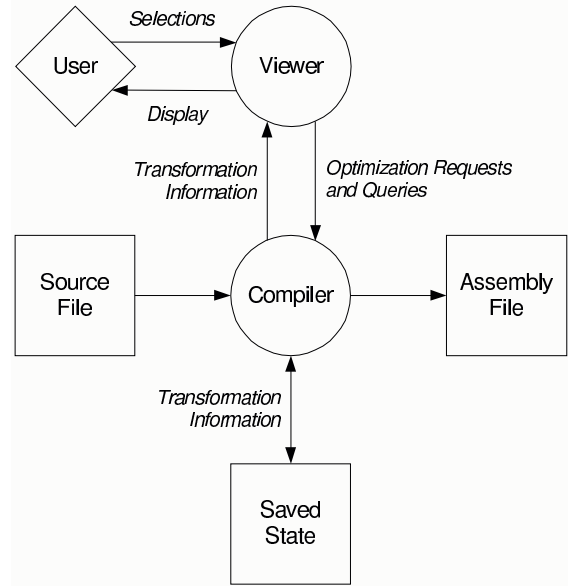 Selections
User
Viewer
Display
Transformation
Information
Optimization Requests
and Queries
Source
File
Compiler
Assembly
File
Transformation
Information
Saved
State